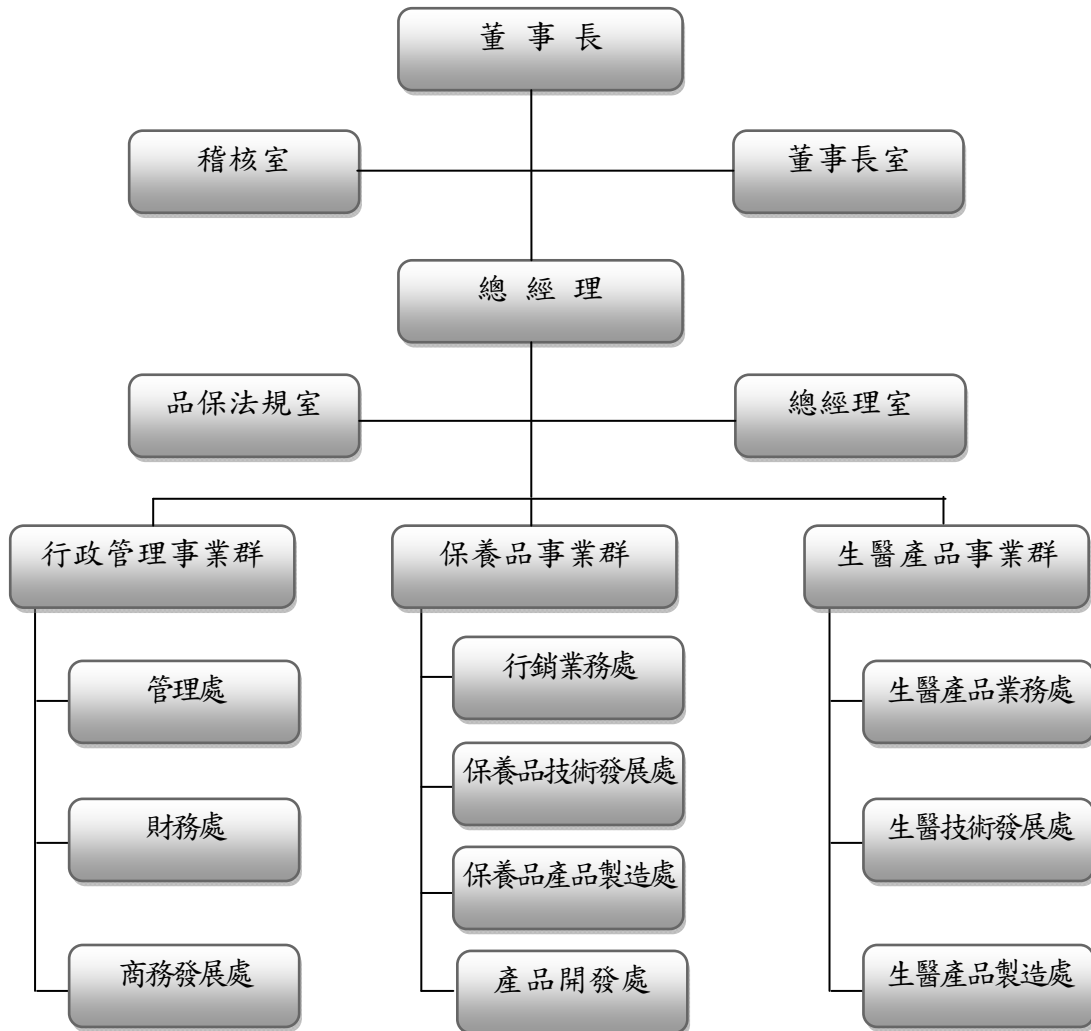 董 事 長
稽核室
董事長室
總 經 理
品保法規室
總經理室
行政管理事業群
保養品事業群
生醫產品事業群
管理處
財務處
商務發展處
行銷業務處
保養品技術發展處
保養品產品製造處
產品開發處
生醫產品業務處
生醫技術發展處
生醫產品製造處